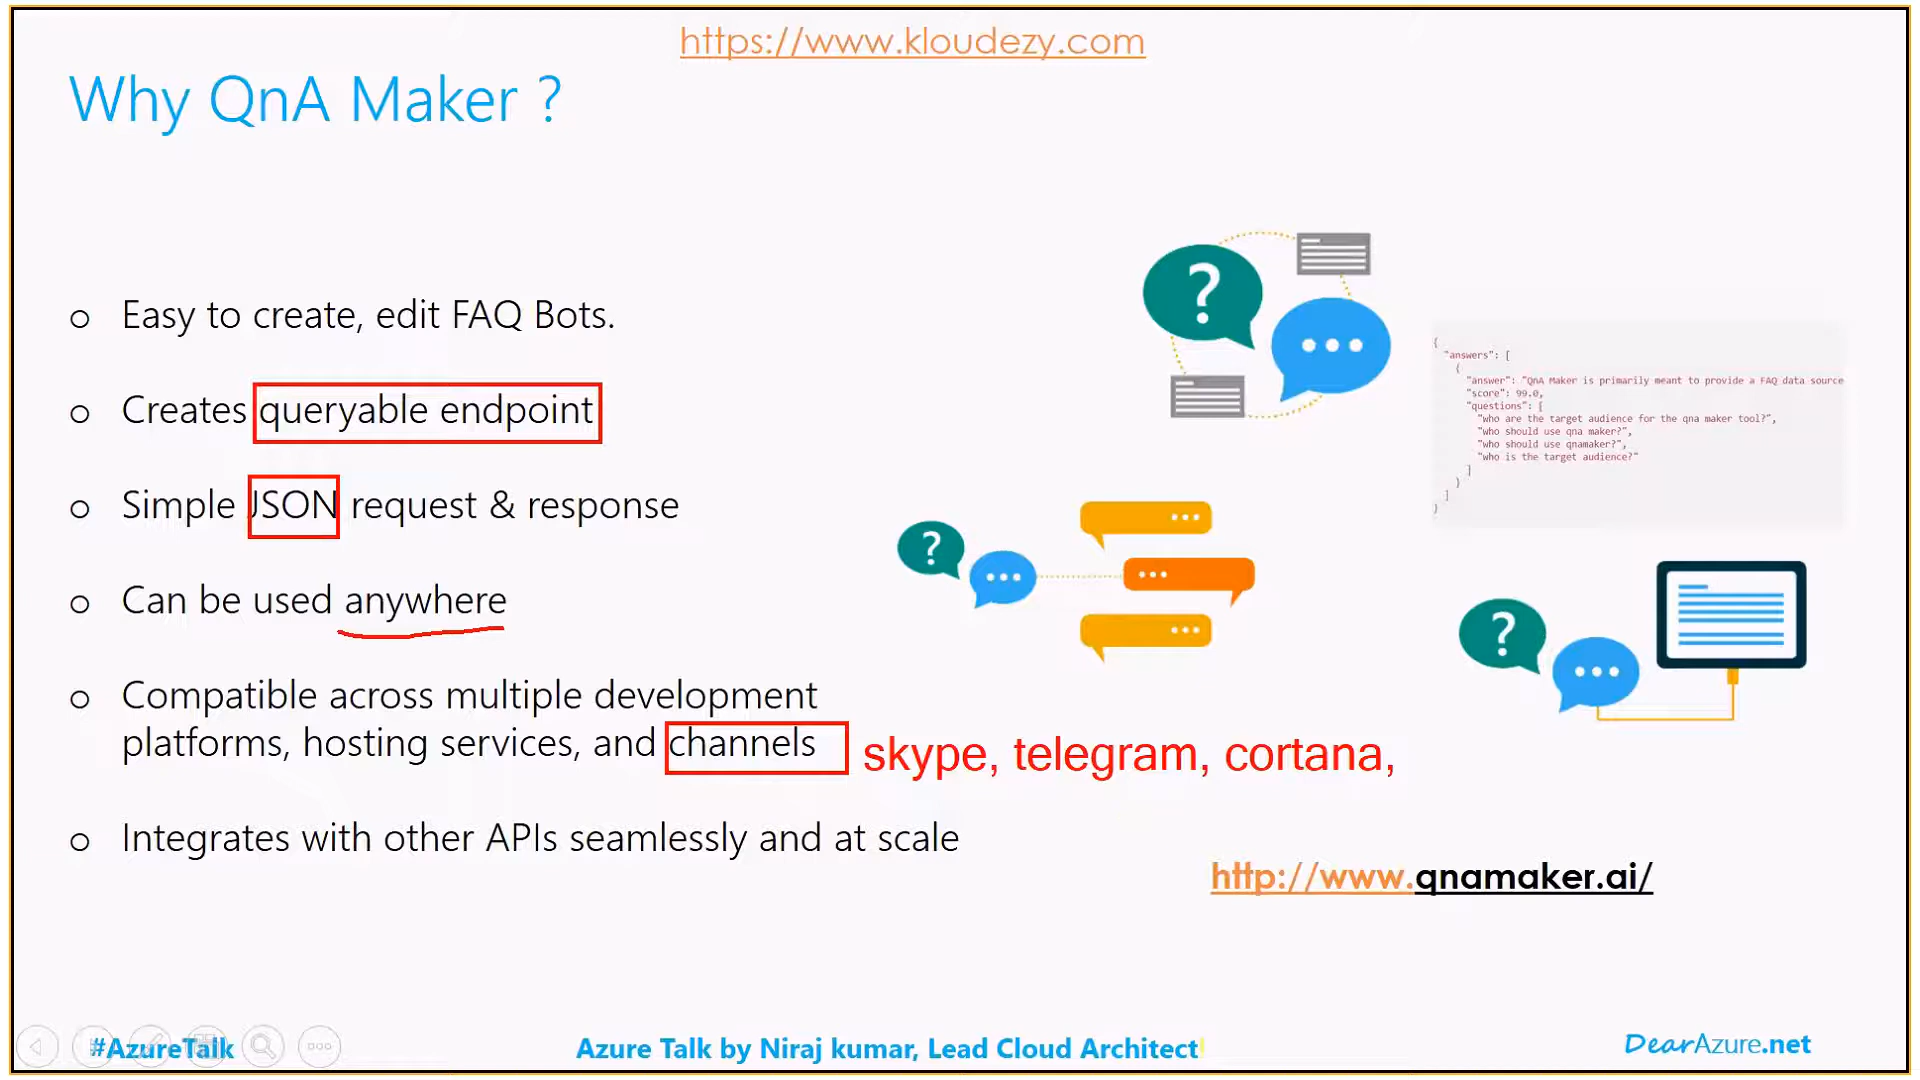 https://www.kloudezy.com
Why QnA Maker ?
o Easy to create, edit FAQ Bots.
o Creates queryable endpoint
o Simple JSON request & response
o Can be used anywhere
o Compatible across multiple development
platforms, hosting services, and channels
skype, telegram, cortana,
o Integrates with other APIs seamlessly and at scale
?
{
"answers": [
{
"answer": "QnA Maker is primarily meant to provide a FAQ data source
"score": 99.0,
"questions": [
"who are the target audience for the qna maker tool?",
"who should use qna maker?",
"who should use qnamaker?",
"who is the target audience?"
]
}
]
}
?
?
http://www.qnamaker.ai/
#AzureTalk
Azure Talk by Niraj kumar, Lead Cloud Architect!
DearAzure.net